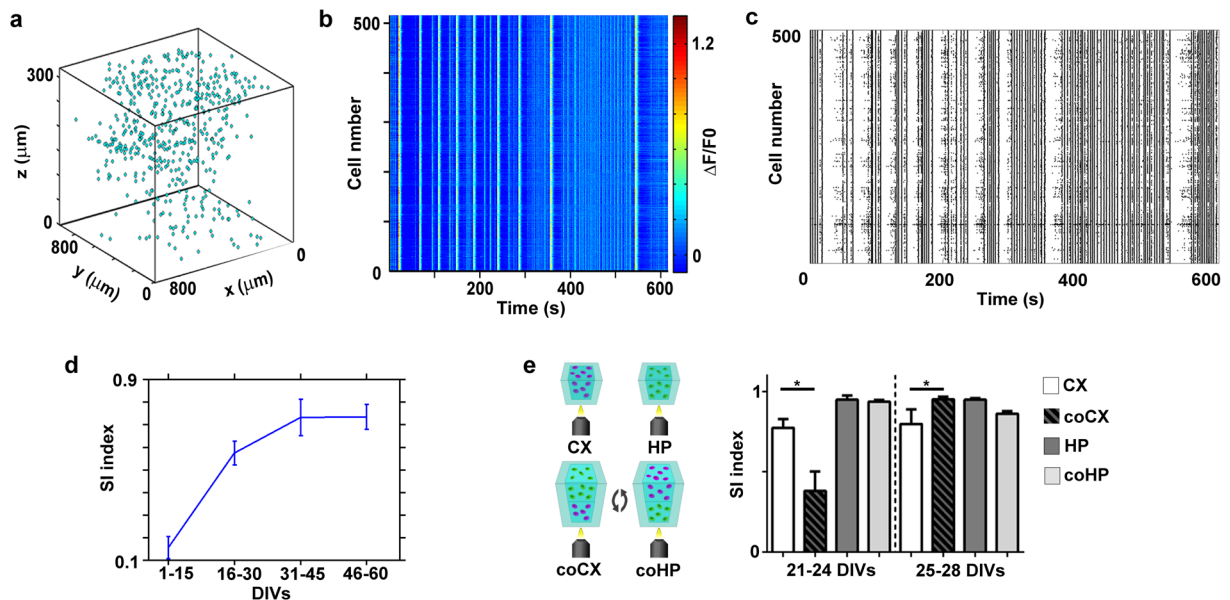 a
300
z (μm)
0
800
y (μm)
0
800
x (μm)
0
b
500
Cell nmber
0
200
400
600
Time (s)
1.2
ΔF/F0
0
c
500
Cell number
0
200
400
600
Time (s)
d
0.9
SI index
0.1
1-15
16-30
31-45
46-60
DIVs
e
CX
HP
coCX
coHP
1
SI index
0
*
*
21-24 DIVs
25-28 DIVs
CX
coCX
HP
coHP